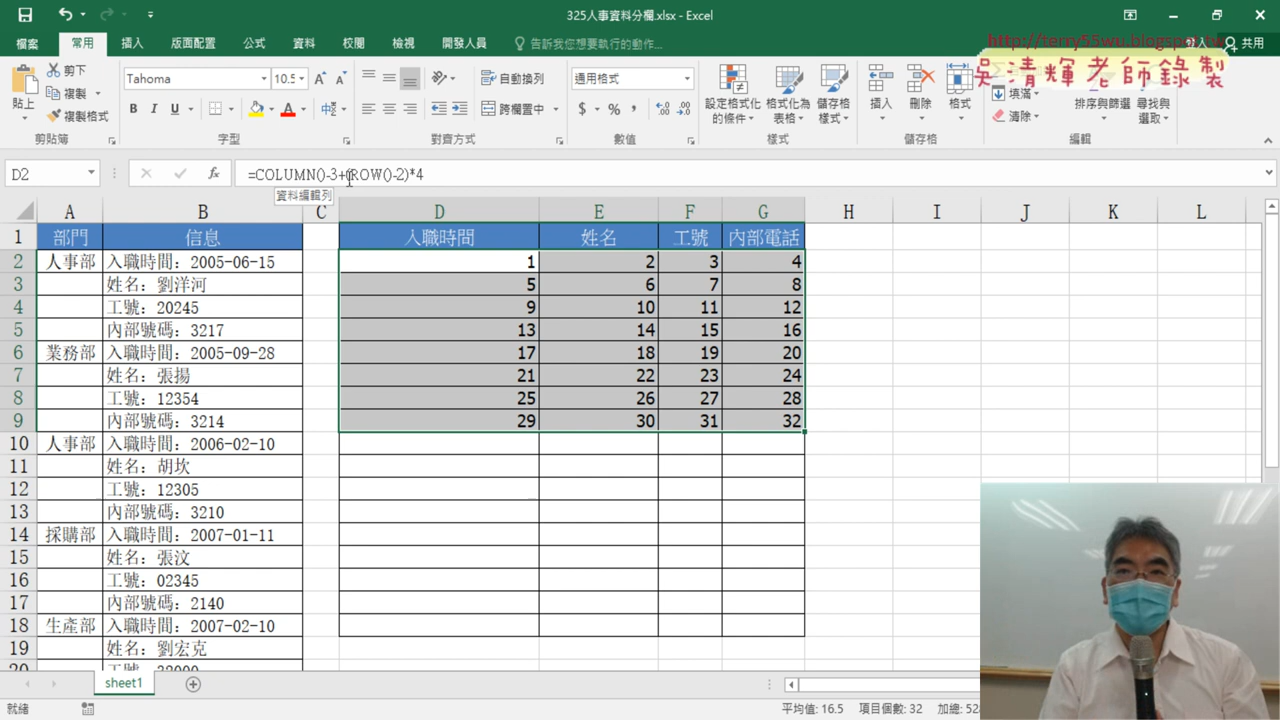 325人事資料分欄.xlsx - Excel
檔案 常用 插入 版面配置 公式 資料 校閱 檢視 開發人員 告訴我您想要執行的動作... 共用
http://terry55wu.blogspot.tw
吳清輝老師錄製
貼上 剪下 複製 複製格式 剪貼簿
Tahoma 10.5 B I U 字型
自動換列 跨欄置中 對齊方式
通用格式 $ % 數值
設定格式化的條件 格式化為表格 儲存格樣式 樣式
插入 刪除 格式 儲存格
填滿 清除 排序與篩選 尋找與選取 編輯
D2 fx =COLUMN()-3+(ROW()-2)*4
資料編輯列
A B C D E F G H I J K L
1 部門 信息 入職時間 姓名 工號 內部電話
2 人事部 入職時間：2005-06-15 1 2 3 4
3 姓名：劉洋河 5 6 7 8
4 工號：20245 9 10 11 12
5 內部號碼：3217 13 14 15 16
6 業務部 入職時間：2005-09-28 17 18 19 20
7 姓名：張揚 21 22 23 24
8 工號：12354 25 26 27 28
9 內部號碼：3214 29 30 31 32
10 人事部 入職時間：2006-02-10
11 姓名：胡坎
12 工號：12305
13 內部號碼：3210
14 採購部 入職時間：2007-01-11
15 姓名：張汶
16 工號：02345
17 內部號碼：2140
18 生產部 入職時間：2007-02-10
19 姓名：劉宏克
20
sheet1
就緒 平均值: 16.5 項目個數: 32 加總: